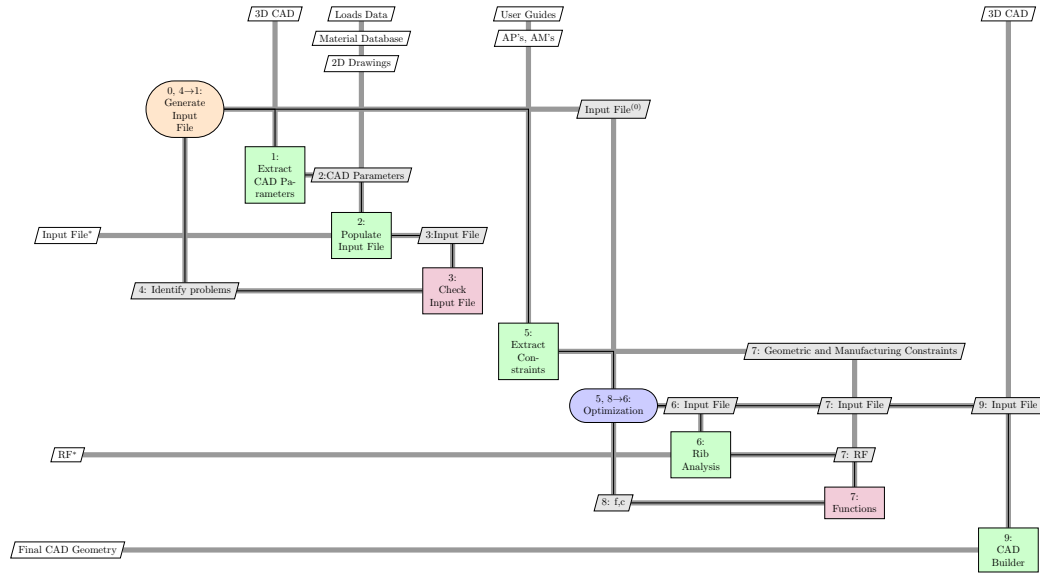 3D CAD
Loads Data
User Guides
3D CAD
Material Database
AP's, AM's
2D Drawings
0, 4→1:
Generate
Input
File
Input File(0)
1:
Extract
CAD Pa-
rameters
2:CAD Parameters
2:
Populate
Input File
Input File*
3:Input File
3:
Check
Input File
4: Identify problems
5:
Extract
Con-
straints
7: Geometric and Manufacturing Constraints
5, 8→6:
Optimization
6: Input File
7: Input File
9: Input File
6:
Rib
Analysis
RF*
7: RF
7:
Functions
8: f,c
9:
CAD
Builder
Final CAD Geometry